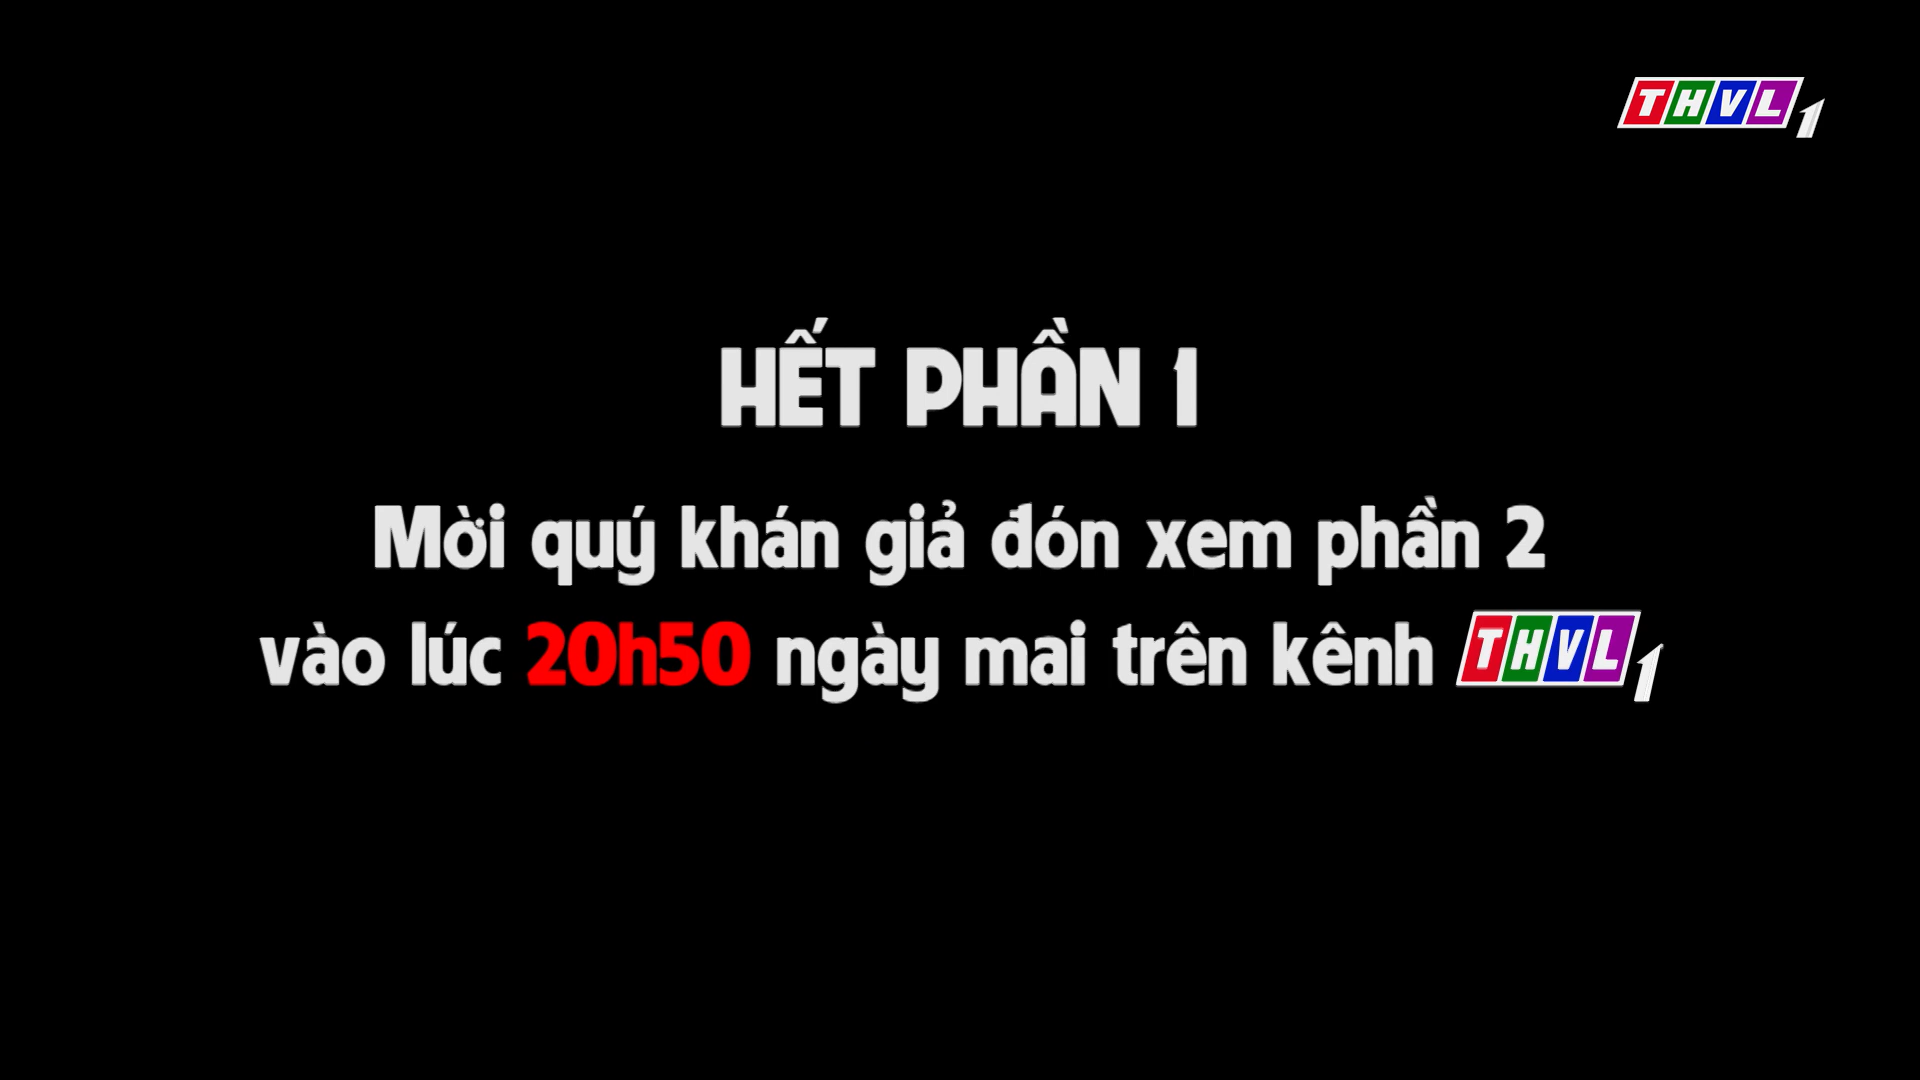 THVL1
HẾT PHẦN 1
Mời quý khán giả đón xem phần 2
vào lúc 20h50 ngày mai trên kênh THVL1